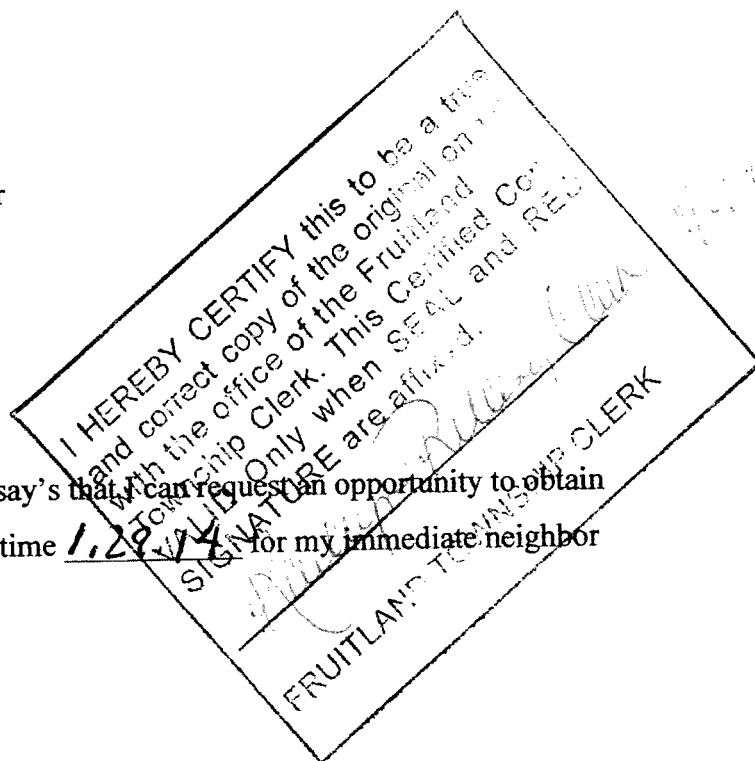 r
I HEREBY CERTIFY this to be a true
and correct copy of the original on
with the office of the Fruitland
Township Clerk. This Certified
VALID Only when SEAL and
SIGNATURE are affixed.
FRUITLAND TOWNSHIP CLERK
say's that I can request an opportunity to obtain
time 1.29.14 for my immediate neighbor